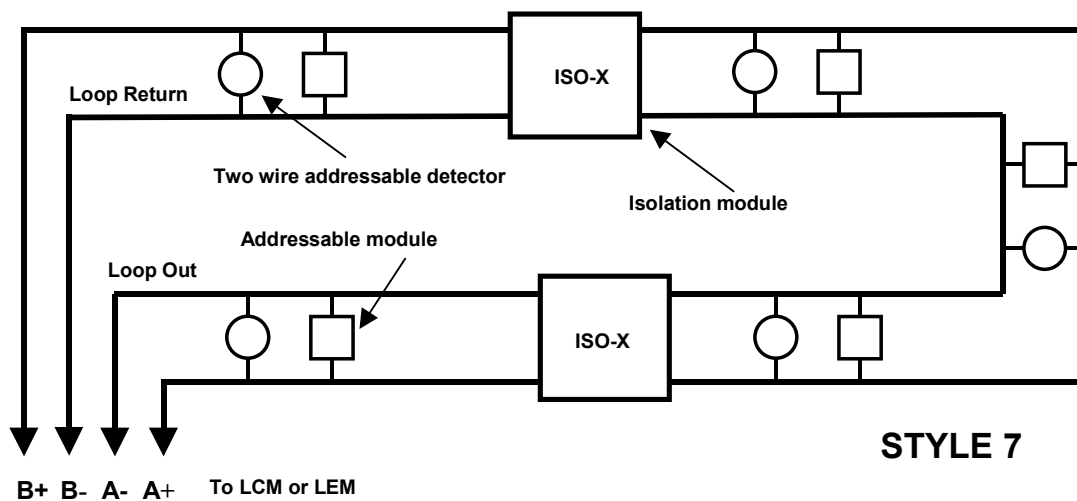 ISO-X
Loop Return
Two wire addressable detector
Isolation module
Addressable module
Loop Out
ISO-X
STYLE 7
B+ B- A- A+ To LCM or LEM